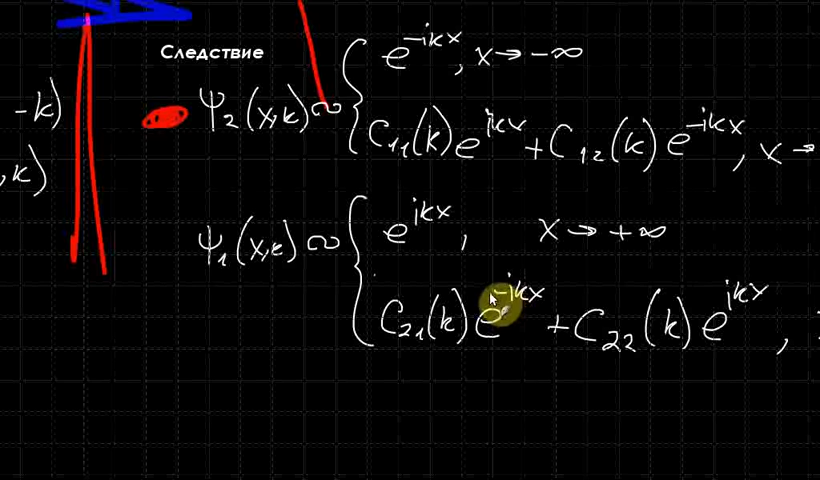 Следствие
e^{-ikx}, x → -∞
-k)
ψ₂(x,k) ∾ {
C₁₁(k)e^{ikx} + C₁₂(k)e^{-ikx}, x →
,k)
e^{ikx}, x → +∞
ψ₁(x,k) ∾ {
C₂₁(k)e^{-ikx} + C₂₂(k)e^{ikx},